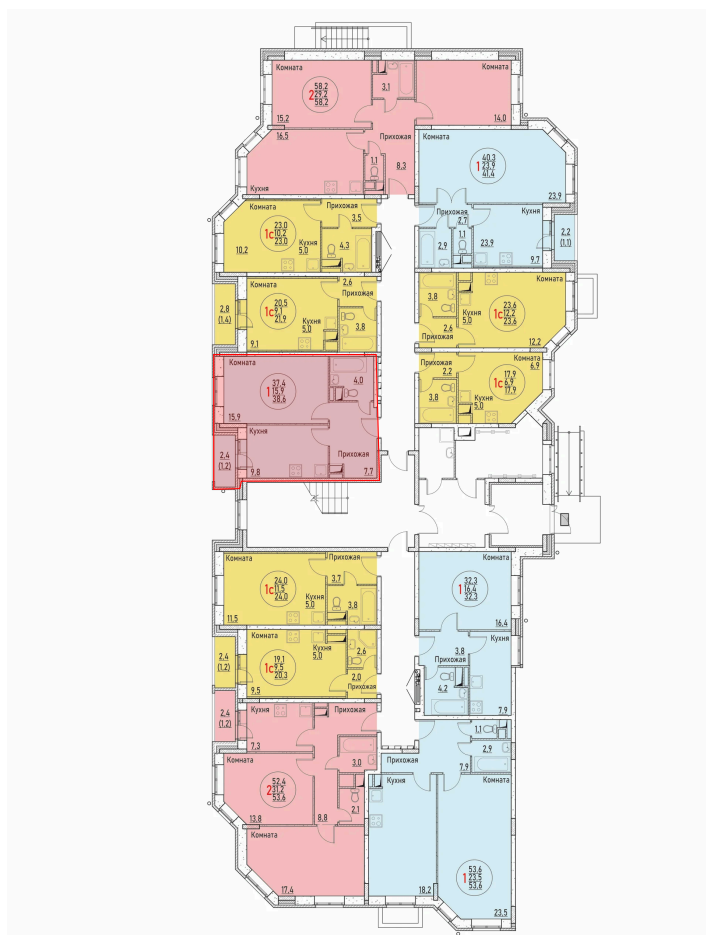 Комната
58,2
2 29,2
58,2
15,2
3,1
Комната
14,0
16,5
Кухня
1,1
Прихожая
8,3
Комната
40,3
1 23,9
41,4
23,9
Комната
23,0
1с 10,2
23,0
10,2
Кухня
5,0
Прихожая
3,5
4,3
Прихожая
2,7
2,9
1,1
23,9
Кухня
9,7
2,2
(1,1)
2,8
(1,4)
Комната
20,5
1с 9,1
21,9
9,1
Кухня
5,0
2,6
Прихожая
3,8
3,8
2,6
Прихожая
Кухня
5,0
23,6
1с 12,2
23,6
Комната
12,2
Комната
37,4
1 15,9
38,6
15,9
4,0
Прихожая
2,2
3,8
Кухня
5,0
17,9
1с 6,9
17,9
Комната
6,9
2,4
(1,2)
Кухня
9,8
Прихожая
7,7
Комната
24,0
1с 11,5
24,0
11,5
Кухня
5,0
Прихожая
3,7
3,8
Комната
32,3
1 16,4
32,3
16,4
2,4
(1,2)
Комната
19,1
1с 9,5
20,3
9,5
Кухня
5,0
2,6
2,0
Прихожая
3,8
Прихожая
4,2
Кухня
7,9
2,4
(1,2)
Кухня
7,3
Прихожая
3,0
1,1
2,9
Прихожая
7,9
Комната
52,4
2 31,2
53,6
13,8
8,8
2,1
Комната
17,4
Кухня
18,2
Комната
53,6
1 23,5
53,6
23,5